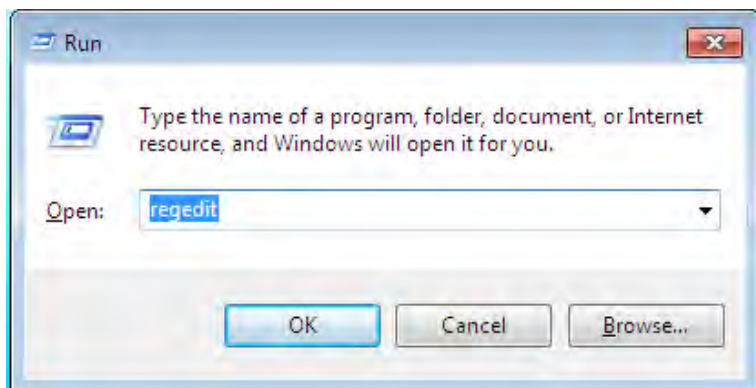 Run
Type the name of a program, folder, document, or Internet
resource, and Windows will open it for you.
Open: regedit
OK Cancel Browse...